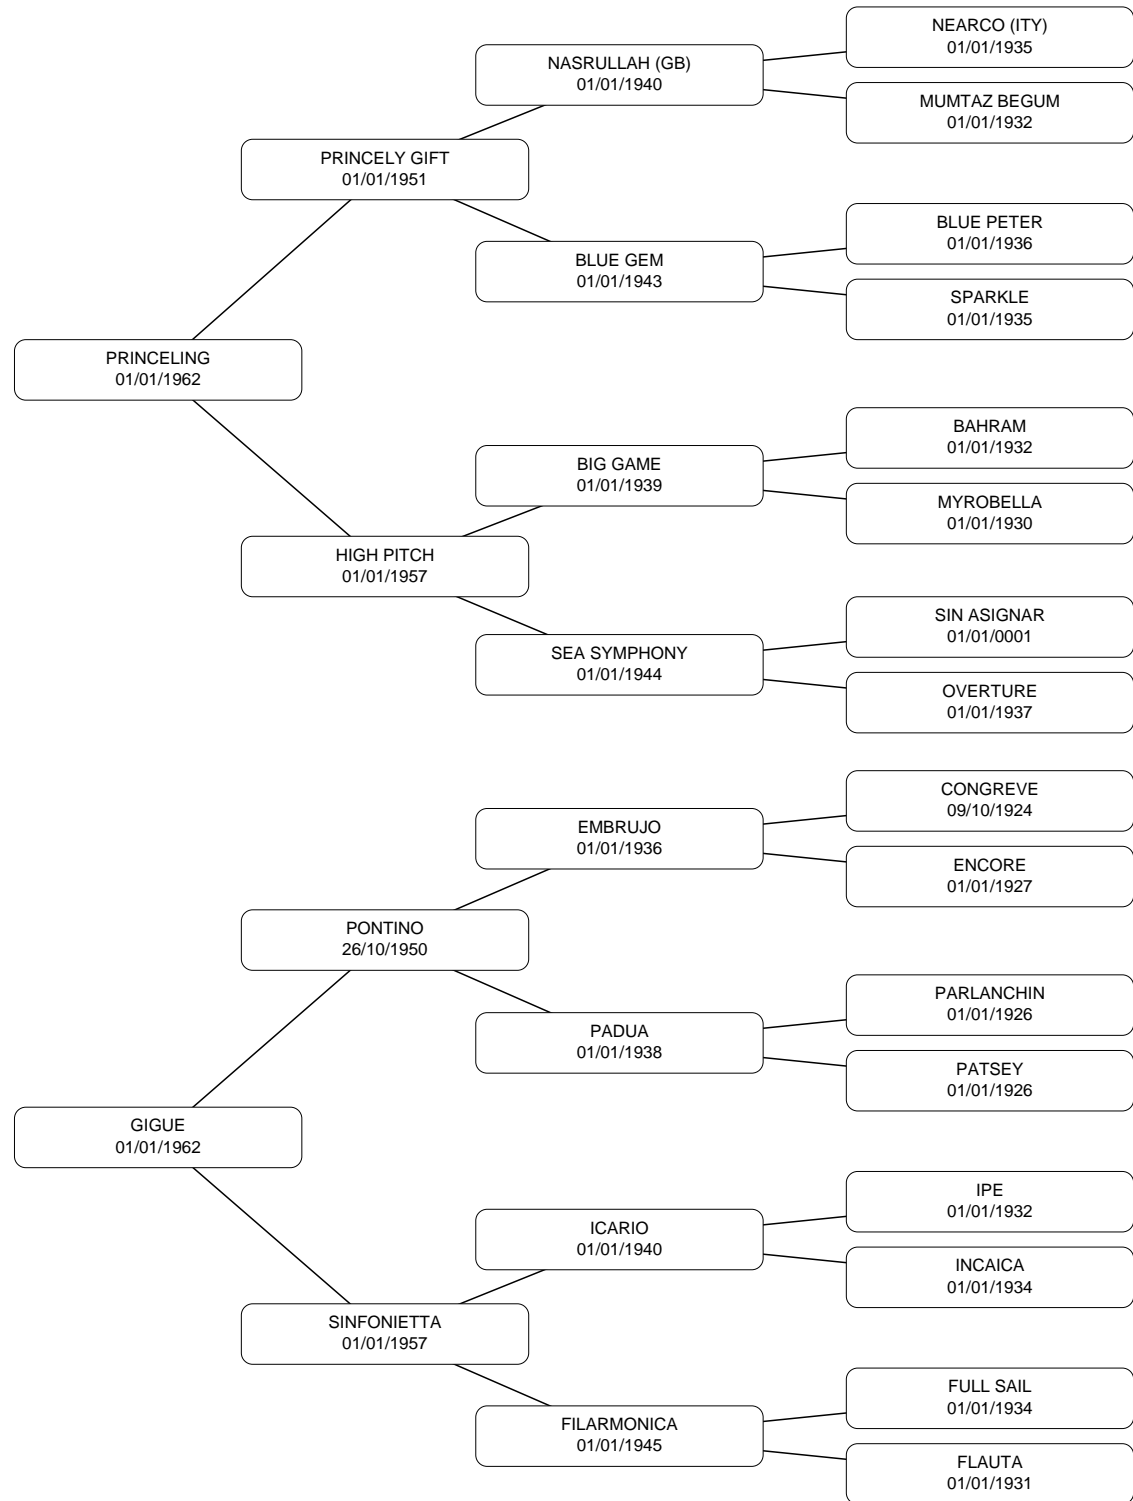 NEARCO (ITY)
01/01/1935
NASRULLAH (GB)
01/01/1940
MUMTAZ BEGUM
01/01/1932
PRINCELY GIFT
01/01/1951
BLUE PETER
01/01/1936
BLUE GEM
01/01/1943
SPARKLE
01/01/1935
PRINCELING
01/01/1962
BAHRAM
01/01/1932
BIG GAME
01/01/1939
MYROBELLA
01/01/1930
HIGH PITCH
01/01/1957
SIN ASIGNAR
01/01/0001
SEA SYMPHONY
01/01/1944
OVERTURE
01/01/1937
CONGREVE
09/10/1924
EMBRUJO
01/01/1936
ENCORE
01/01/1927
PONTINO
26/10/1950
PARLANCHIN
01/01/1926
PADUA
01/01/1938
PATSEY
01/01/1926
GIGUE
01/01/1962
IPE
01/01/1932
ICARIO
01/01/1940
INCAICA
01/01/1934
SINFONIETTA
01/01/1957
FULL SAIL
01/01/1934
FILARMONICA
01/01/1945
FLAUTA
01/01/1931